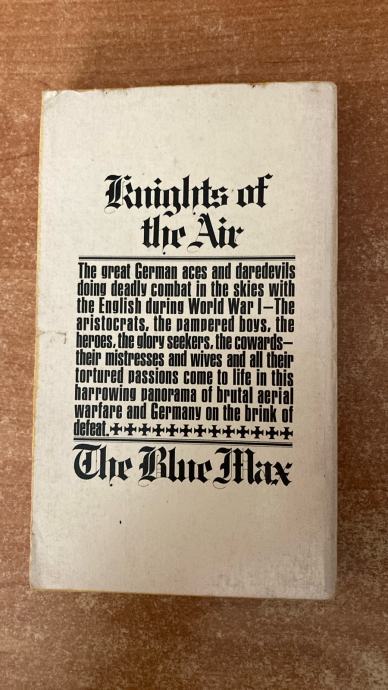 Knights of
the Air
The great German aces and daredevils
doing deadly combat in the skies with
the English during World War I—The
aristocrats, the pampered boys, the
heroes, the glory seekers, the cowards—
their mistresses and wives and all their
tortured passions come to life in this
harrowing panorama of brutal aerial
warfare and Germany on the brink of
defeat.
The Blue Max